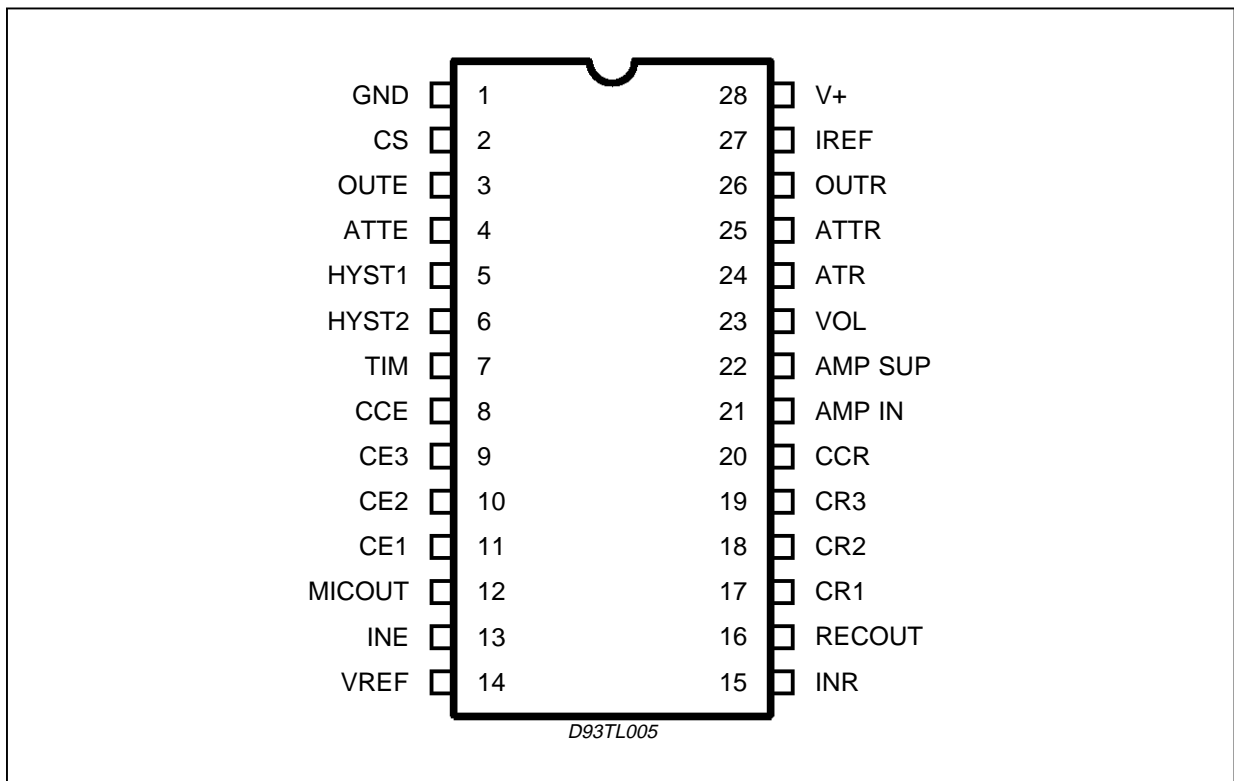 GND 1 28 V+
CS 2 27 IREF
OUTE 3 26 OUTR
ATTE 4 25 ATTR
HYST1 5 24 ATR
HYST2 6 23 VOL
TIM 7 22 AMP SUP
CCE 8 21 AMP IN
CE3 9 20 CCR
CE2 10 19 CR3
CE1 11 18 CR2
MICOUT 12 17 CR1
INE 13 16 RECOUT
VREF 14 15 INR
D93TL005